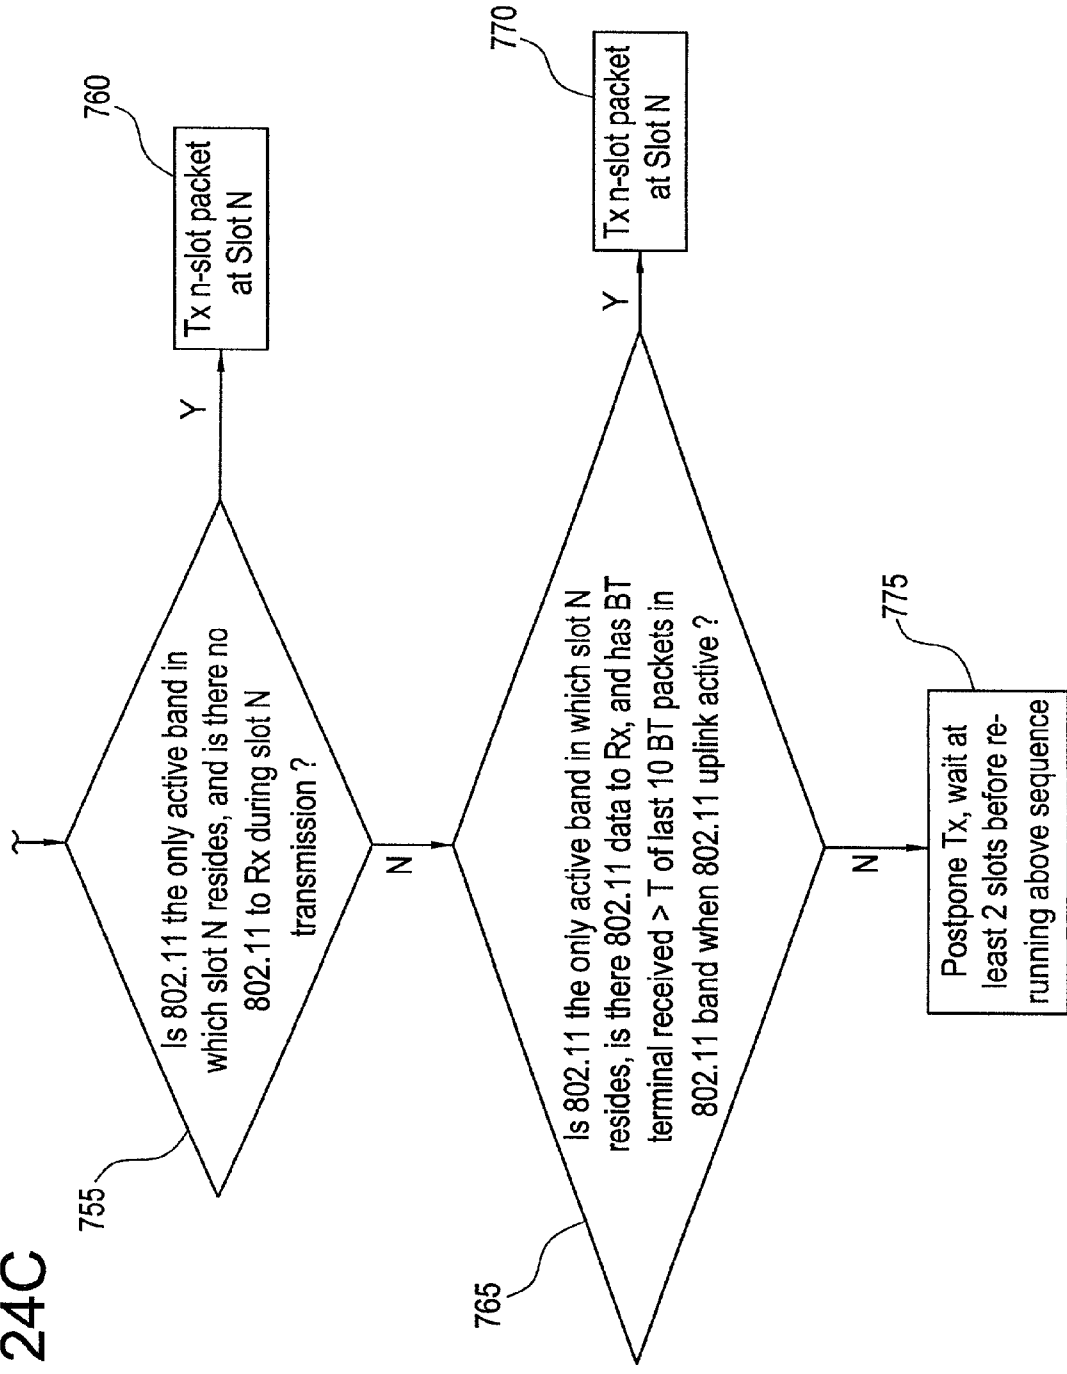 24C
755
Is 802.11 the only active band in
which slot N resides, and is there no
802.11 to Rx during slot N
transmission ?
Y
760
Tx n-slot packet
at Slot N
N
765
Is 802.11 the only active band in which slot N
resides, is there 802.11 data to Rx, and has BT
terminal received > T of last 10 BT packets in
802.11 band when 802.11 uplink active ?
Y
770
Tx n-slot packet
at Slot N
N
775
Postpone Tx, wait at
least 2 slots before re-
running above sequence